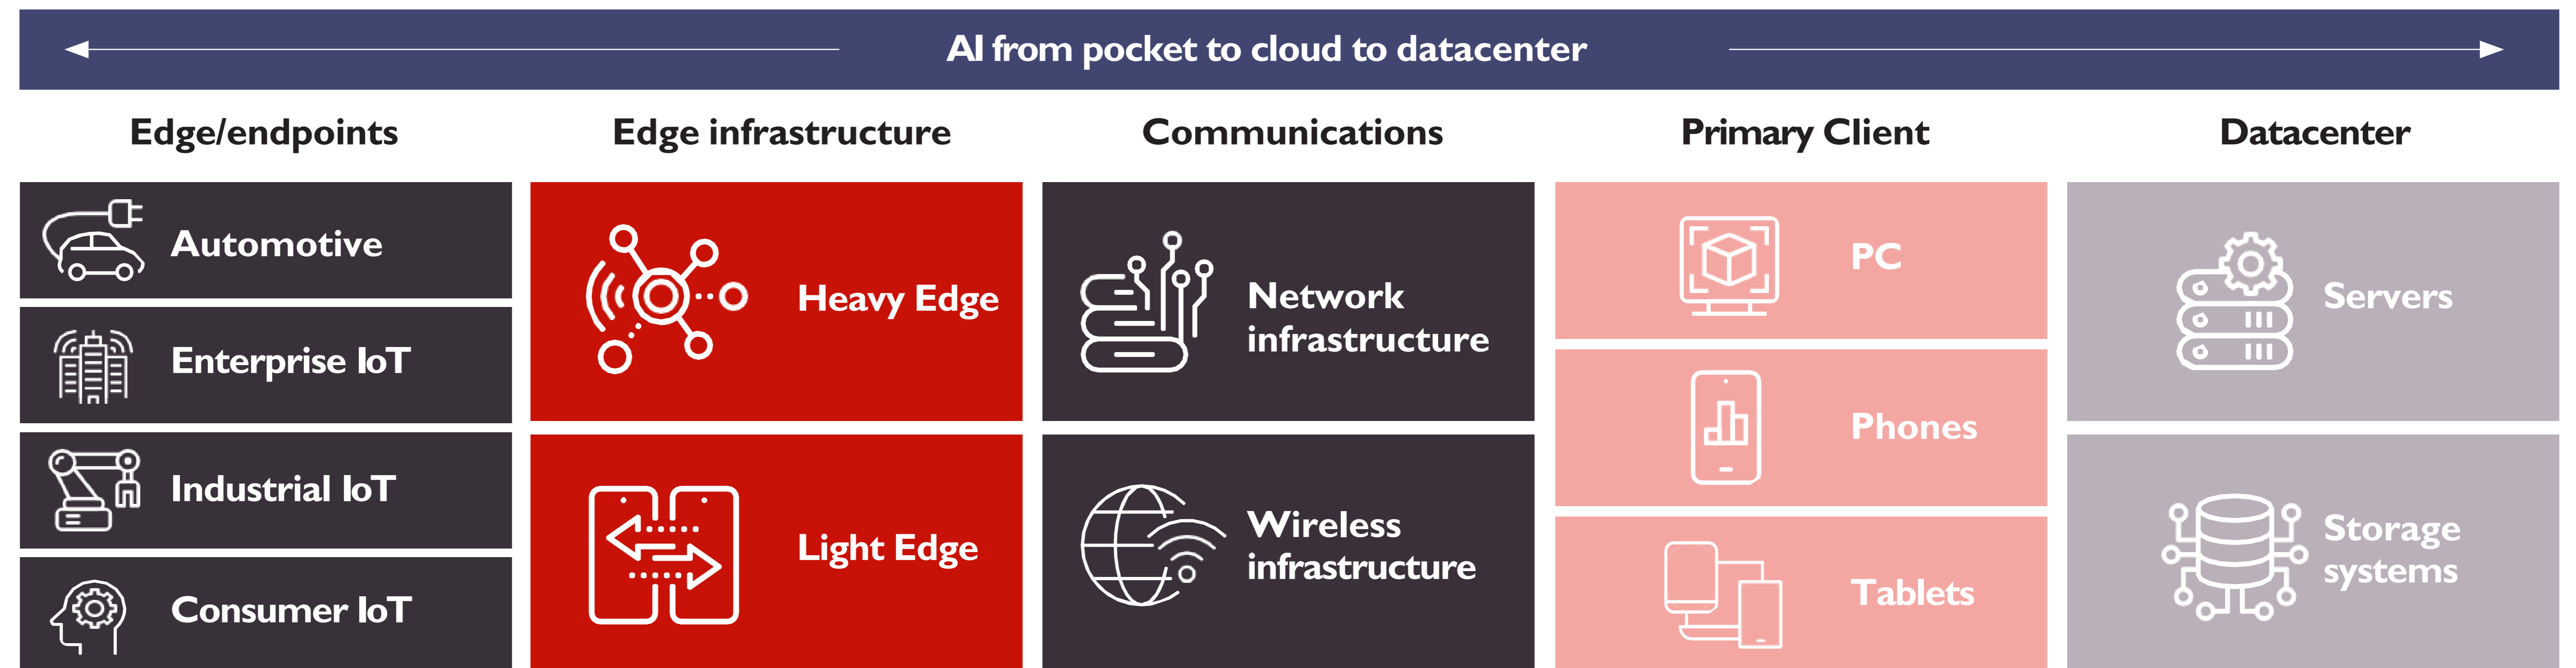 AI from pocket to cloud to datacenter
Edge/endpoints
Automotive
Enterprise IoT
Industrial IoT
Consumer IoT
Edge infrastructure
Heavy Edge
Light Edge
Communications
Network
infrastructure
Wireless
infrastructure
Primary Client
PC
Phones
Tablets
Datacenter
Servers
Storage
systems